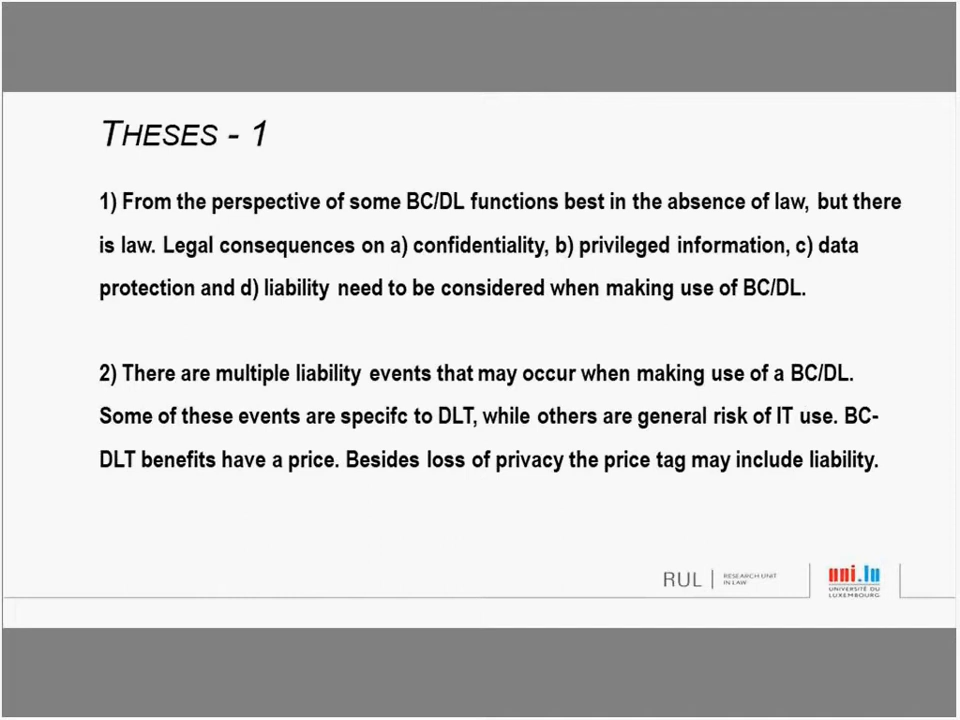 THESES - 1
1) From the perspective of some BC/DL functions best in the absence of law, but there
is law. Legal consequences on a) confidentiality, b) privileged information, c) data
protection and d) liability need to be considered when making use of BC/DL.
2) There are multiple liability events that may occur when making use of a BC/DL.
Some of these events are specifc to DLT, while others are general risk of IT use. BC-
DLT benefits have a price. Besides loss of privacy the price tag may include liability.
RUL | RESEARCH UNIT
IN LAW
uni.lu
UNIVERSITÉ DU
LUXEMBOURG